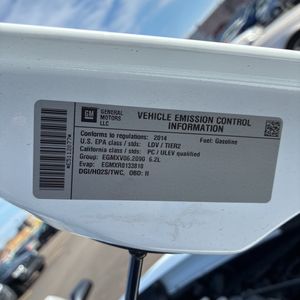 GM
GENERAL MOTORS LLC
VEHICLE EMISSION CONTROL INFORMATION
Conforms to regulations: 2014 Fuel: Gasoline
U.S. EPA class / stds: LDV / TIER2
California class / stds: PC / ULEV qualified
Group: EGMXV06.2090 6.2L
Evap: EGMXR0133810
DGI/HO2S/TWC, OBD: II